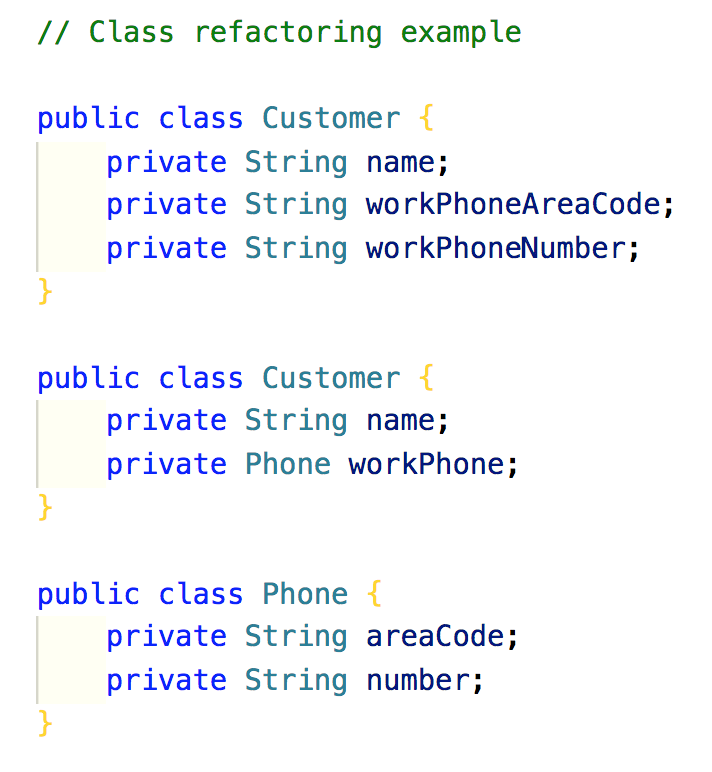 // Class refactoring example
public class Customer {
private String name;
private String workPhoneAreaCode;
private String workPhoneNumber;
}
public class Customer {
private String name;
private Phone workPhone;
}
public class Phone {
private String areaCode;
private String number;
}